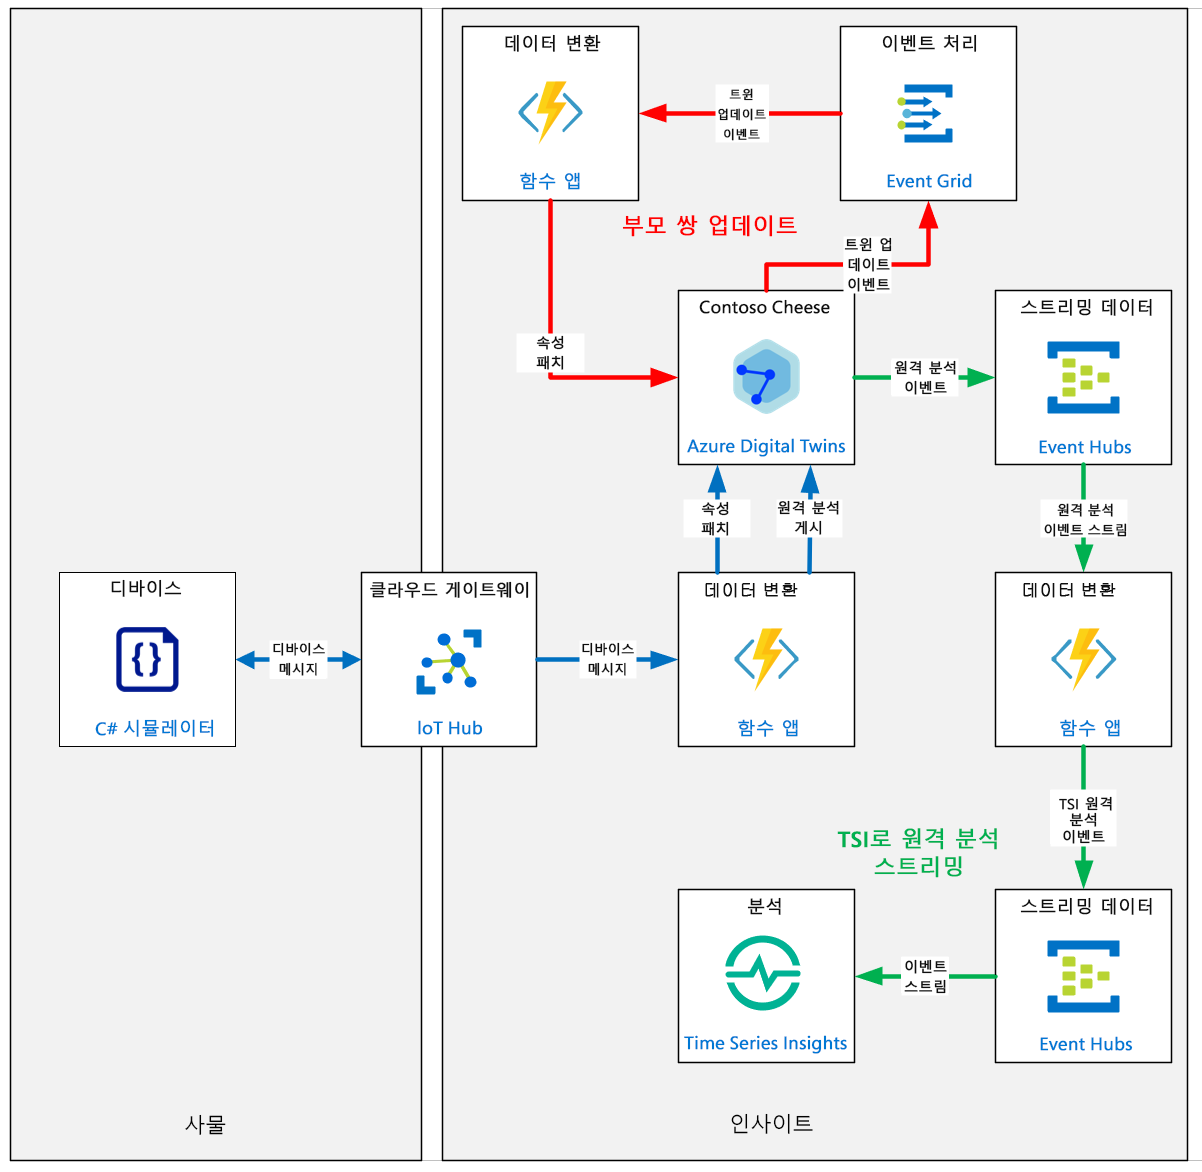 데이터 변환
함수 앱
트윈
업데이트
이벤트
이벤트 처리
Event Grid
부모 쌍 업데이트
트윈 업
데이트
이벤트
속성
패치
Contoso Cheese
Azure Digital Twins
원격 분석
이벤트
스트리밍 데이터
Event Hubs
속성
패치
원격 분석
게시
원격 분석
이벤트 스트림
디바이스
C# 시뮬레이터
디바이스
메시지
클라우드 게이트웨이
IoT Hub
디바이스
메시지
데이터 변환
함수 앱
데이터 변환
함수 앱
TSI 원격
분석
이벤트
TSI로 원격 분석
스트리밍
분석
Time Series Insights
이벤트
스트림
스트리밍 데이터
Event Hubs
사물
인사이트